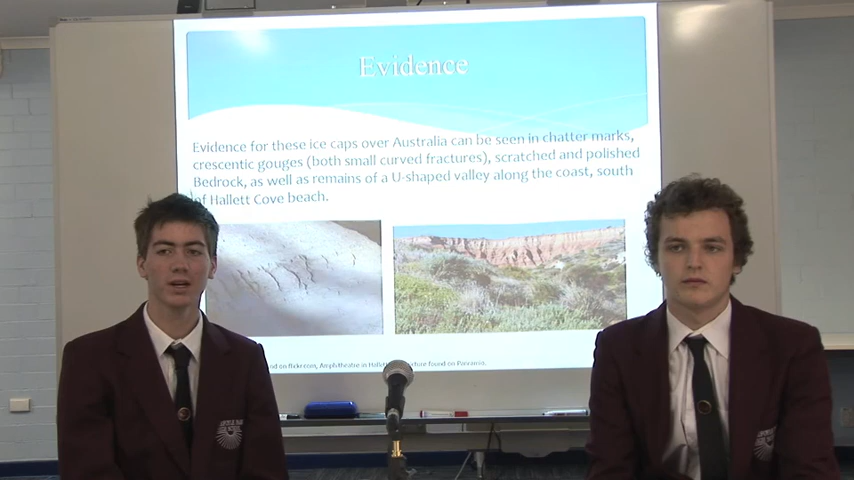 Evidence
Evidence for these ice caps over Australia can be seen in chatter marks,
crescentic gouges (both small curved fractures), scratched and polished
Bedrock, as well as remains of a U-shaped valley along the coast, south
of Hallett Cove beach.
nd on flickr.com, Amphitheatre in Hallett picture found on Panoramio.